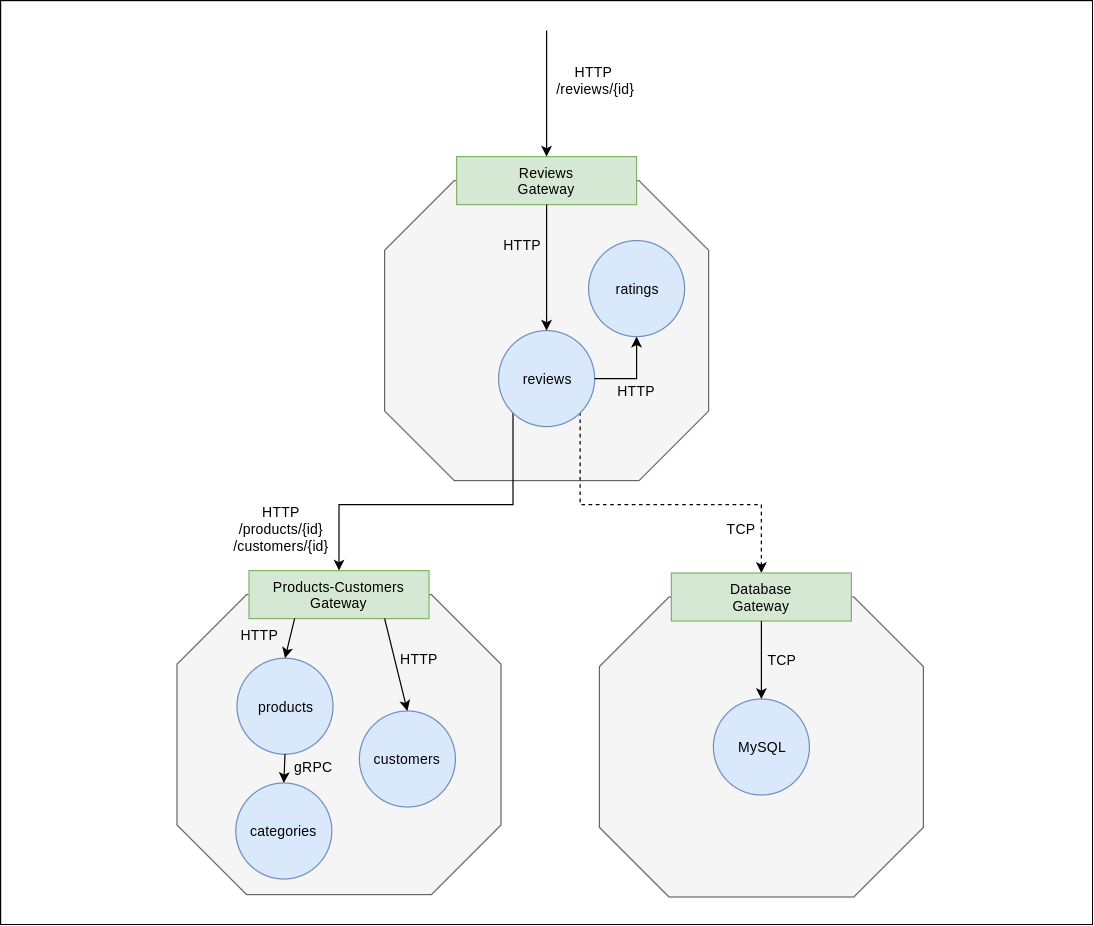 HTTP
/reviews/{id}
Reviews
Gateway
HTTP
ratings
reviews
HTTP
HTTP
/products/{id}
/customers/{id}
TCP
Products-Customers
Gateway
Database
Gateway
HTTP
HTTP
TCP
products
customers
MySQL
gRPC
categories